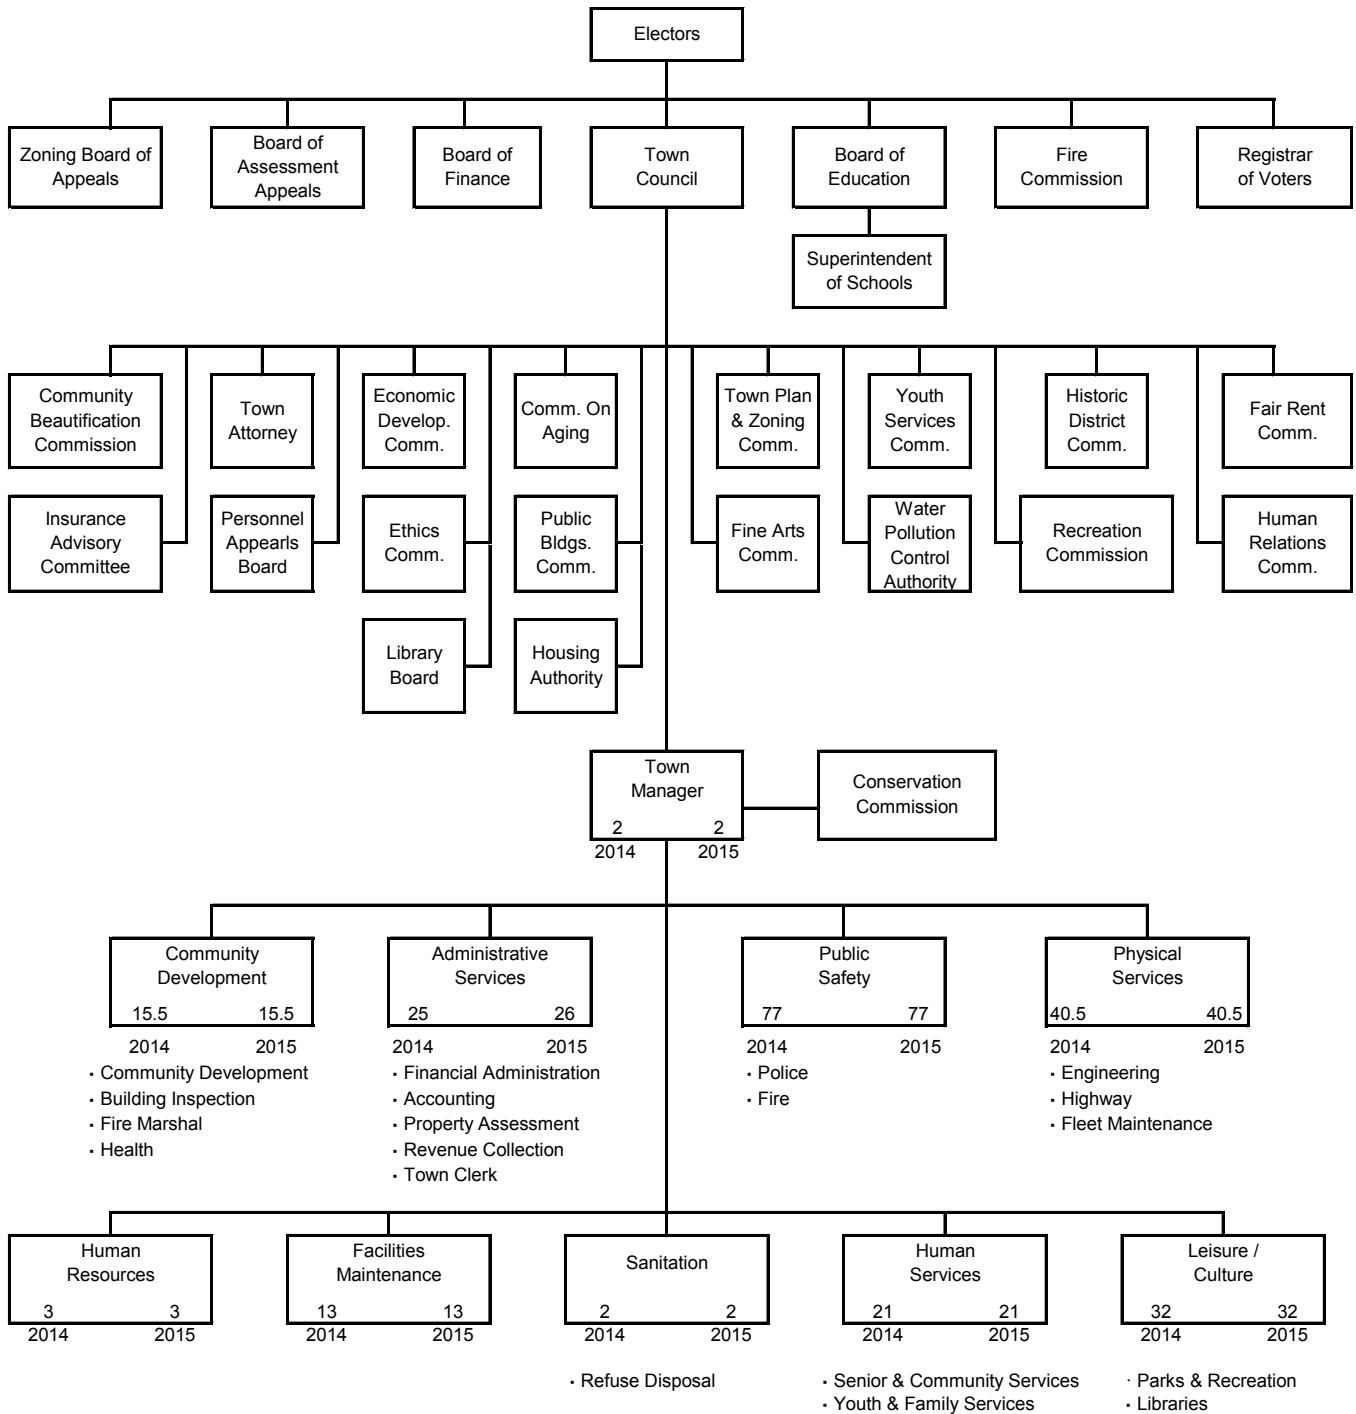 Electors
Zoning Board of
Appeals
Board of
Assessment
Appeals
Board of
Finance
Town
Council
Board of
Education
Fire
Commission
Registrar
of Voters
Superintendent
of Schools
Community
Beautification
Commission
Town
Attorney
Economic
Develop.
Comm.
Comm. On
Aging
Town Plan
& Zoning
Comm.
Youth
Services
Comm.
Historic
District
Comm.
Fair Rent
Comm.
Insurance
Advisory
Committee
Personnel
Appearls
Board
Ethics
Comm.
Public
Bldgs.
Comm.
Fine Arts
Comm.
Water
Pollution
Control
Authority
Recreation
Commission
Human
Relations
Comm.
Library
Board
Housing
Authority
Town
Manager
2 2
2014 2015
Conservation
Commission
Community
Development
15.5 15.5
2014 2015
· Community Development
· Building Inspection
· Fire Marshal
· Health
Administrative
Services
25 26
2014 2015
· Financial Administration
· Accounting
· Property Assessment
· Revenue Collection
· Town Clerk
Public
Safety
77 77
2014 2015
· Police
· Fire
Physical
Services
40.5 40.5
2014 2015
· Engineering
· Highway
· Fleet Maintenance
Human
Resources
3 3
2014 2015
Facilities
Maintenance
13 13
2014 2015
Sanitation
2 2
2014 2015
· Refuse Disposal
Human
Services
21 21
2014 2015
· Senior & Community Services
· Youth & Family Services
Leisure /
Culture
32 32
2014 2015
· Parks & Recreation
· Libraries